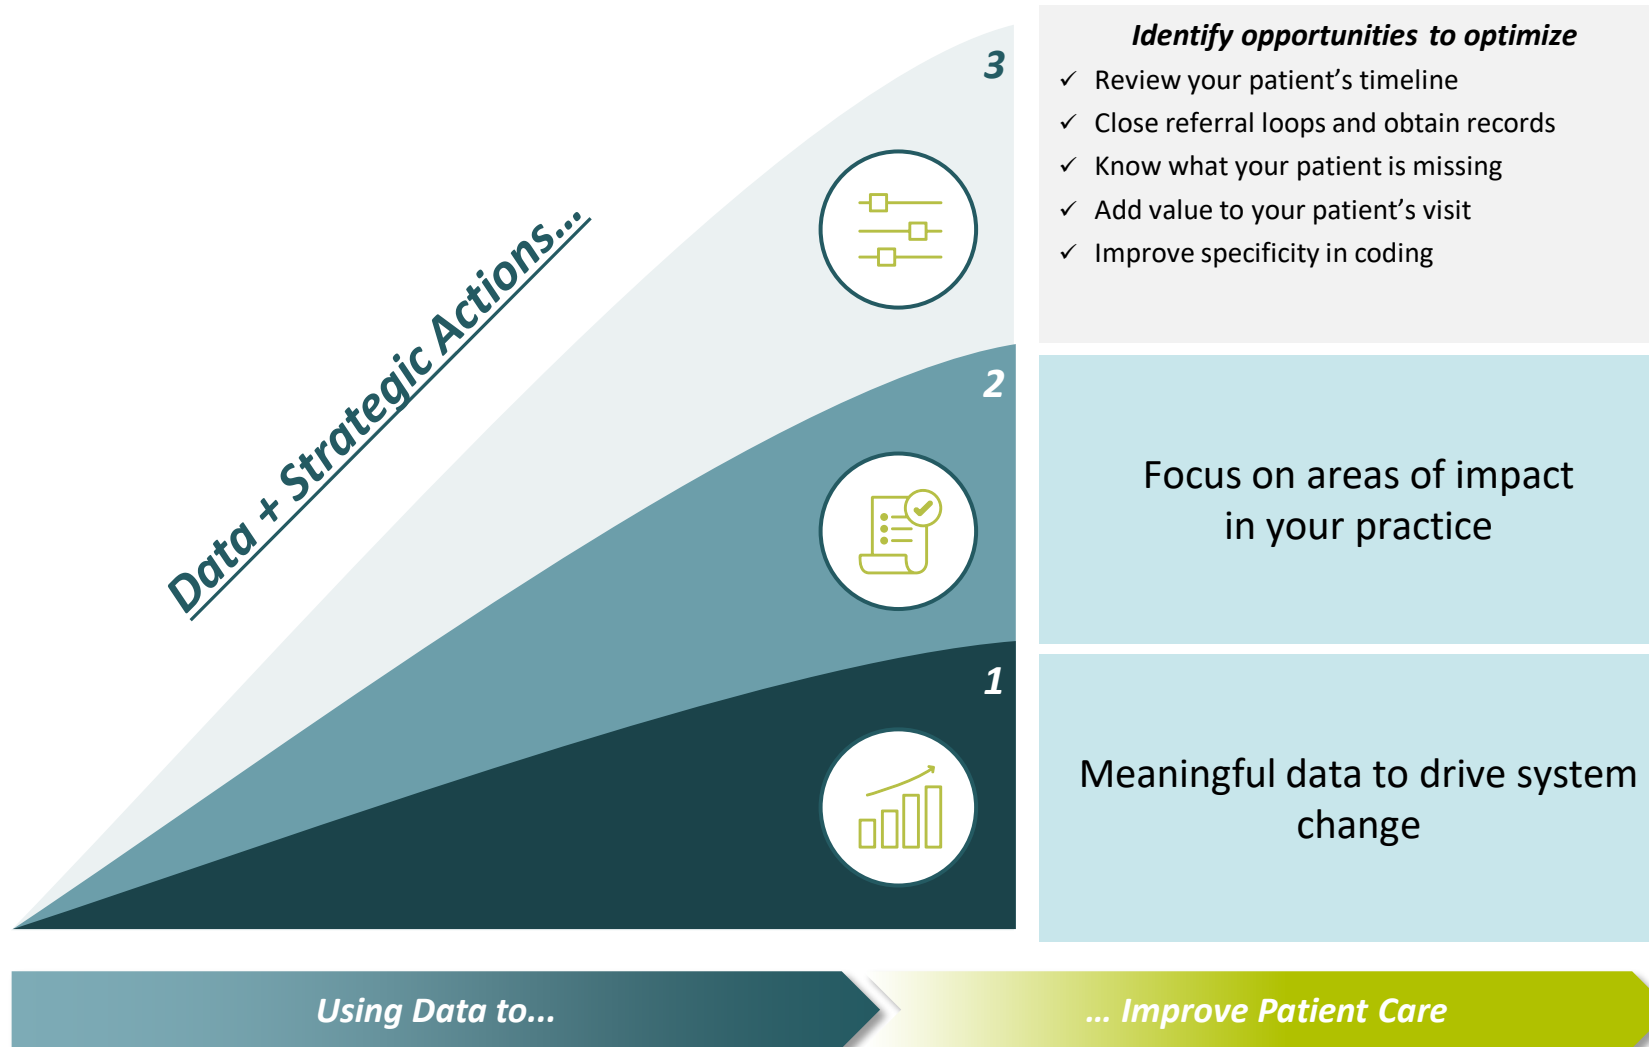 Data + Strategic Actions...
3
Identify opportunities to optimize
✓ Review your patient’s timeline
✓ Close referral loops and obtain records
✓ Know what your patient is missing
✓ Add value to your patient’s visit
✓ Improve specificity in coding
2
Focus on areas of impact
in your practice
1
Meaningful data to drive system
change
Using Data to...
... Improve Patient Care